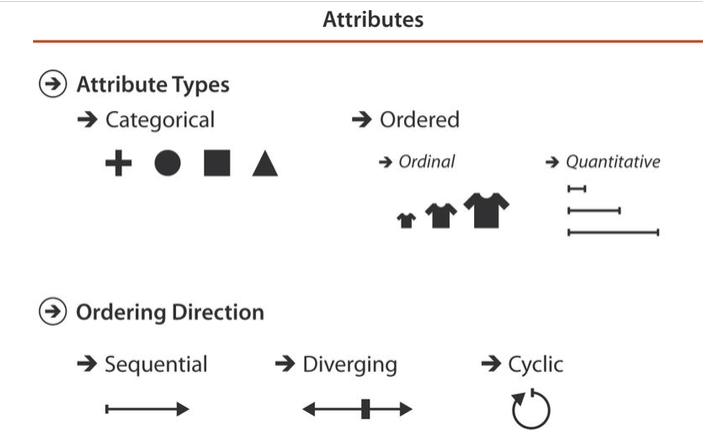 Attributes
Attribute Types
Categorical
Ordered
Ordinal
Quantitative
Ordering Direction
Sequential
Diverging
Cyclic